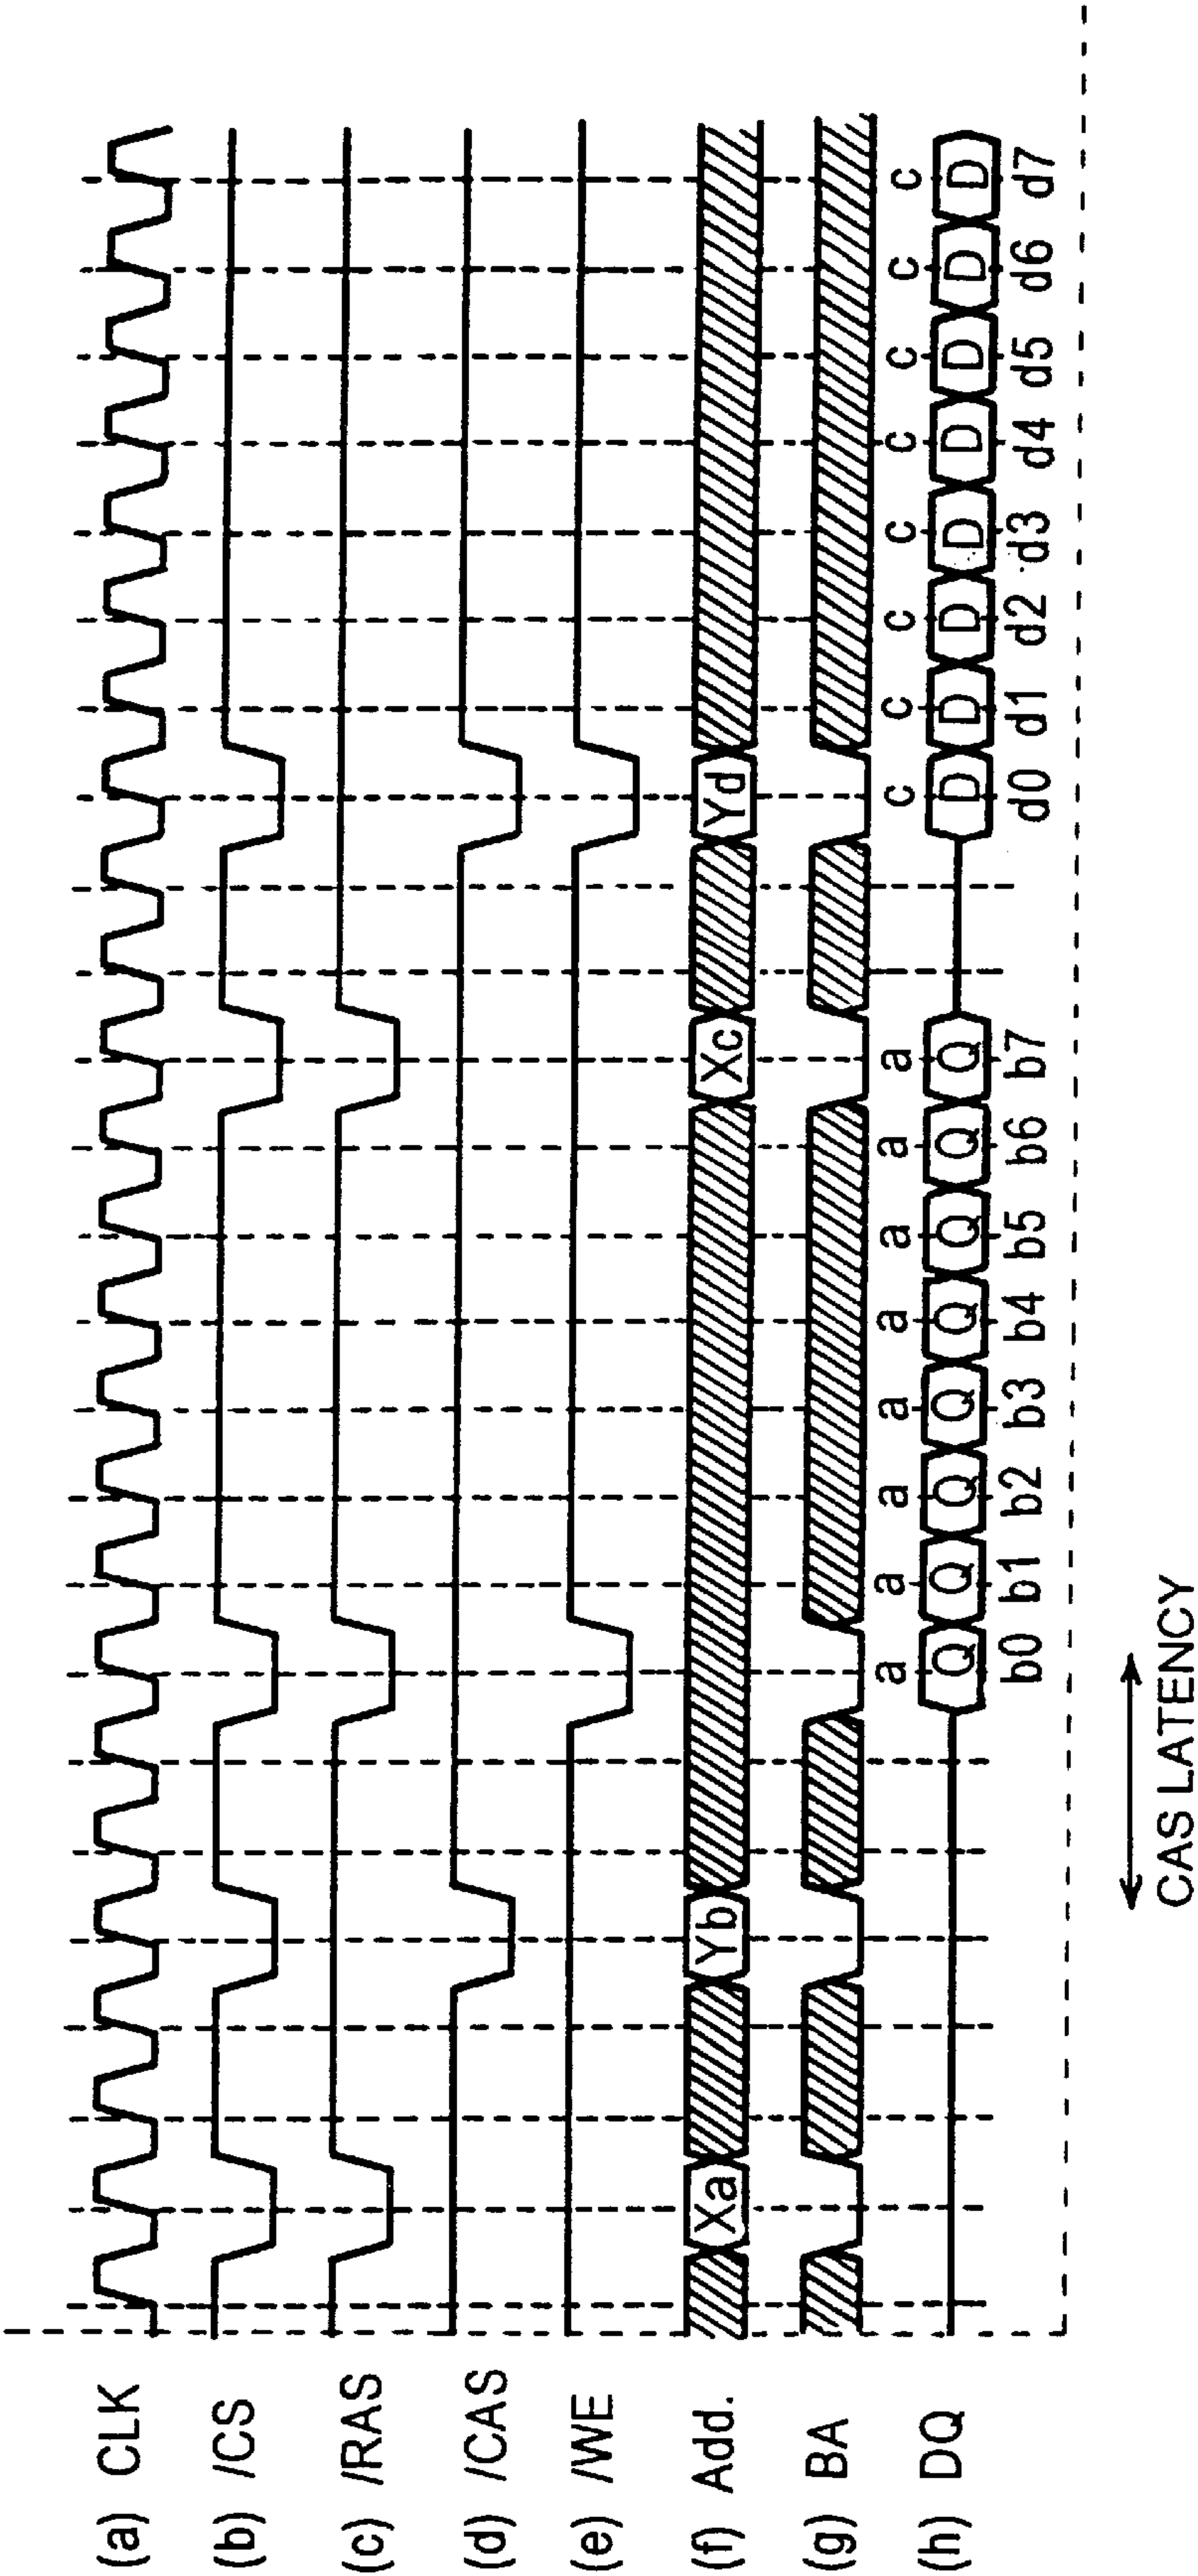 (a) CLK
(b) /CS
(c) /RAS
(d) /CAS
(e) /WE
(f) Add. Xa Yb Xc Yd
(g) BA
a a a a a a a a c c c c c c c c
(h) DQ Q Q Q Q Q Q Q Q D D D D D D D D
b0 b1 b2 b3 b4 b5 b6 b7 d0 d1 d2 d3 d4 d5 d6 d7
CAS LATENCY